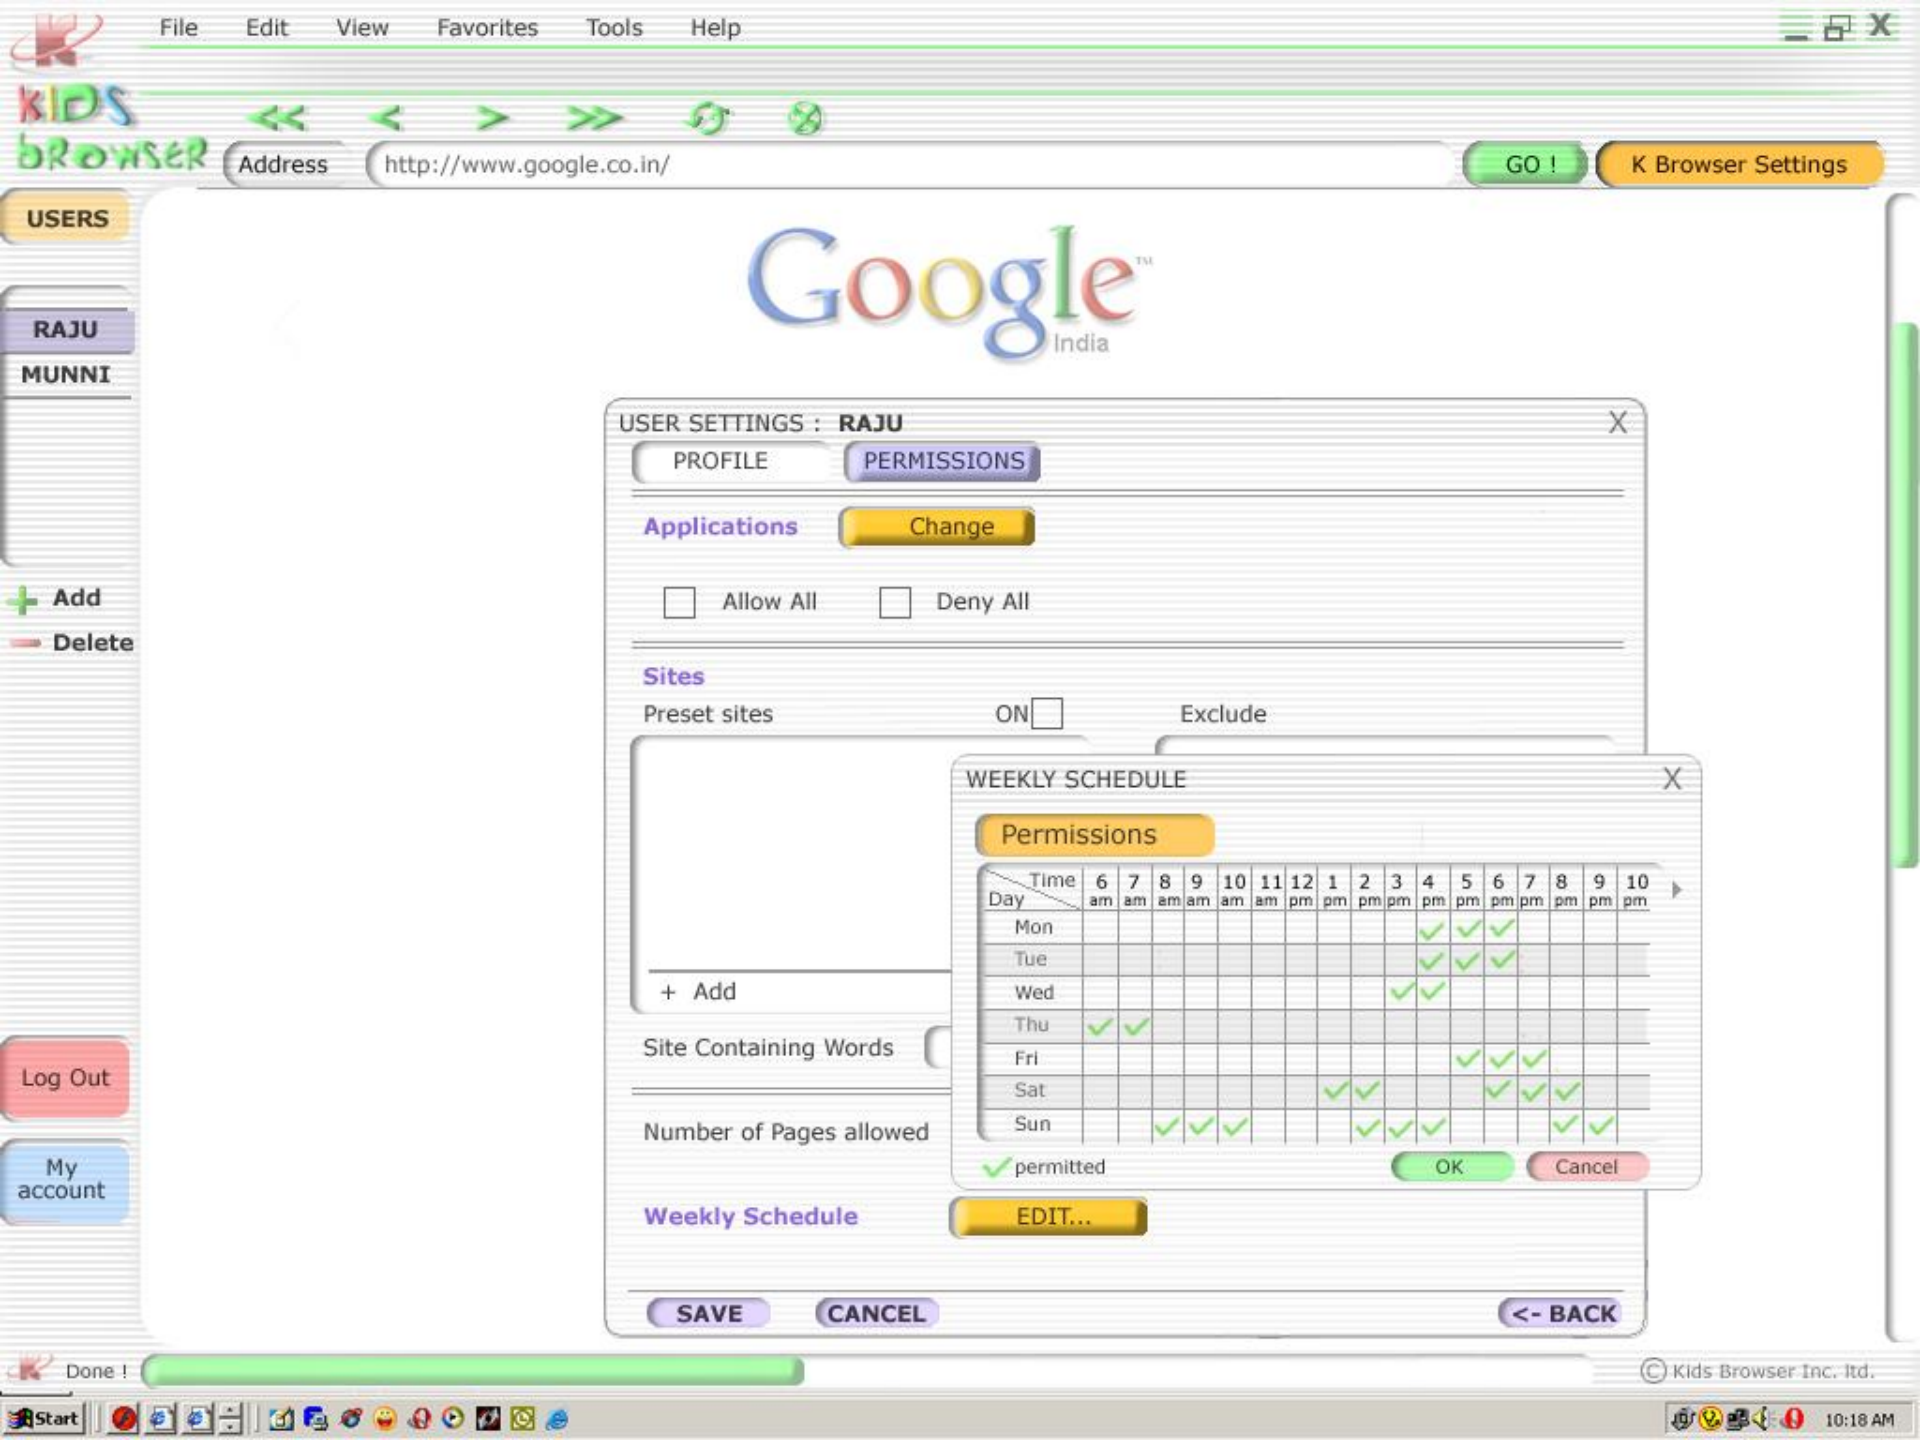 File Edit View Favorites Tools Help X
KIDS
BROWSER
<< < > >>
Address http://www.google.co.in/ GO ! K Browser Settings
USERS
Google™
India
RAJU
MUNNI
+ Add
Delete
Log Out
My
account
USER SETTINGS : RAJU X
PROFILE PERMISSIONS
Applications Change
Allow All Deny All
Sites
Preset sites ON Exclude
+ Add
Site Containing Words
Number of Pages allowed
Weekly Schedule EDIT...
SAVE CANCEL <- BACK
WEEKLY SCHEDULE X
Permissions
Time 6 7 8 9 10 11 12 1 2 3 4 5 6 7 8 9 10
Day am am am am am am pm pm pm pm pm pm pm pm pm pm pm
Mon
Tue
Wed
Thu
Fri
Sat
Sun
permitted OK Cancel
Done ! © Kids Browser Inc. ltd.
Start 10:18 AM